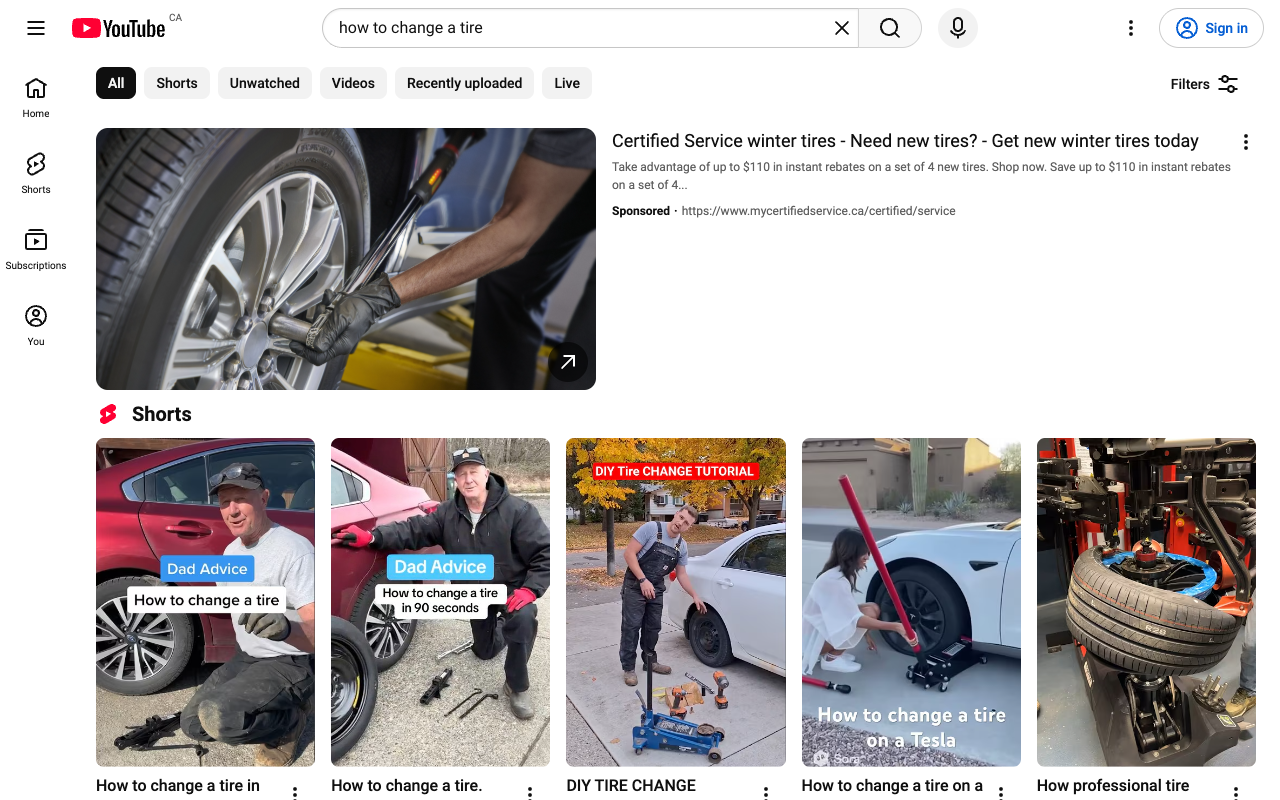 YouTube CA
how to change a tire
Sign in
All
Shorts
Unwatched
Videos
Recently uploaded
Live
Filters
Home
Shorts
Subscriptions
You
Certified Service winter tires - Need new tires? - Get new winter tires today
Take advantage of up to $110 in instant rebates on a set of 4 new tires. Shop now. Save up to $110 in instant rebates
on a set of 4...
Sponsored · https://www.mycertifiedservice.ca/certified/service
Shorts
Dad Advice
How to change a tire
Dad Advice
How to change a tire
in 90 seconds
DIY Tire CHANGE TUTORIAL
How to change a tire
on a Tesla
Sora
How to change a tire in
How to change a tire.
DIY TIRE CHANGE
How to change a tire on a
How professional tire